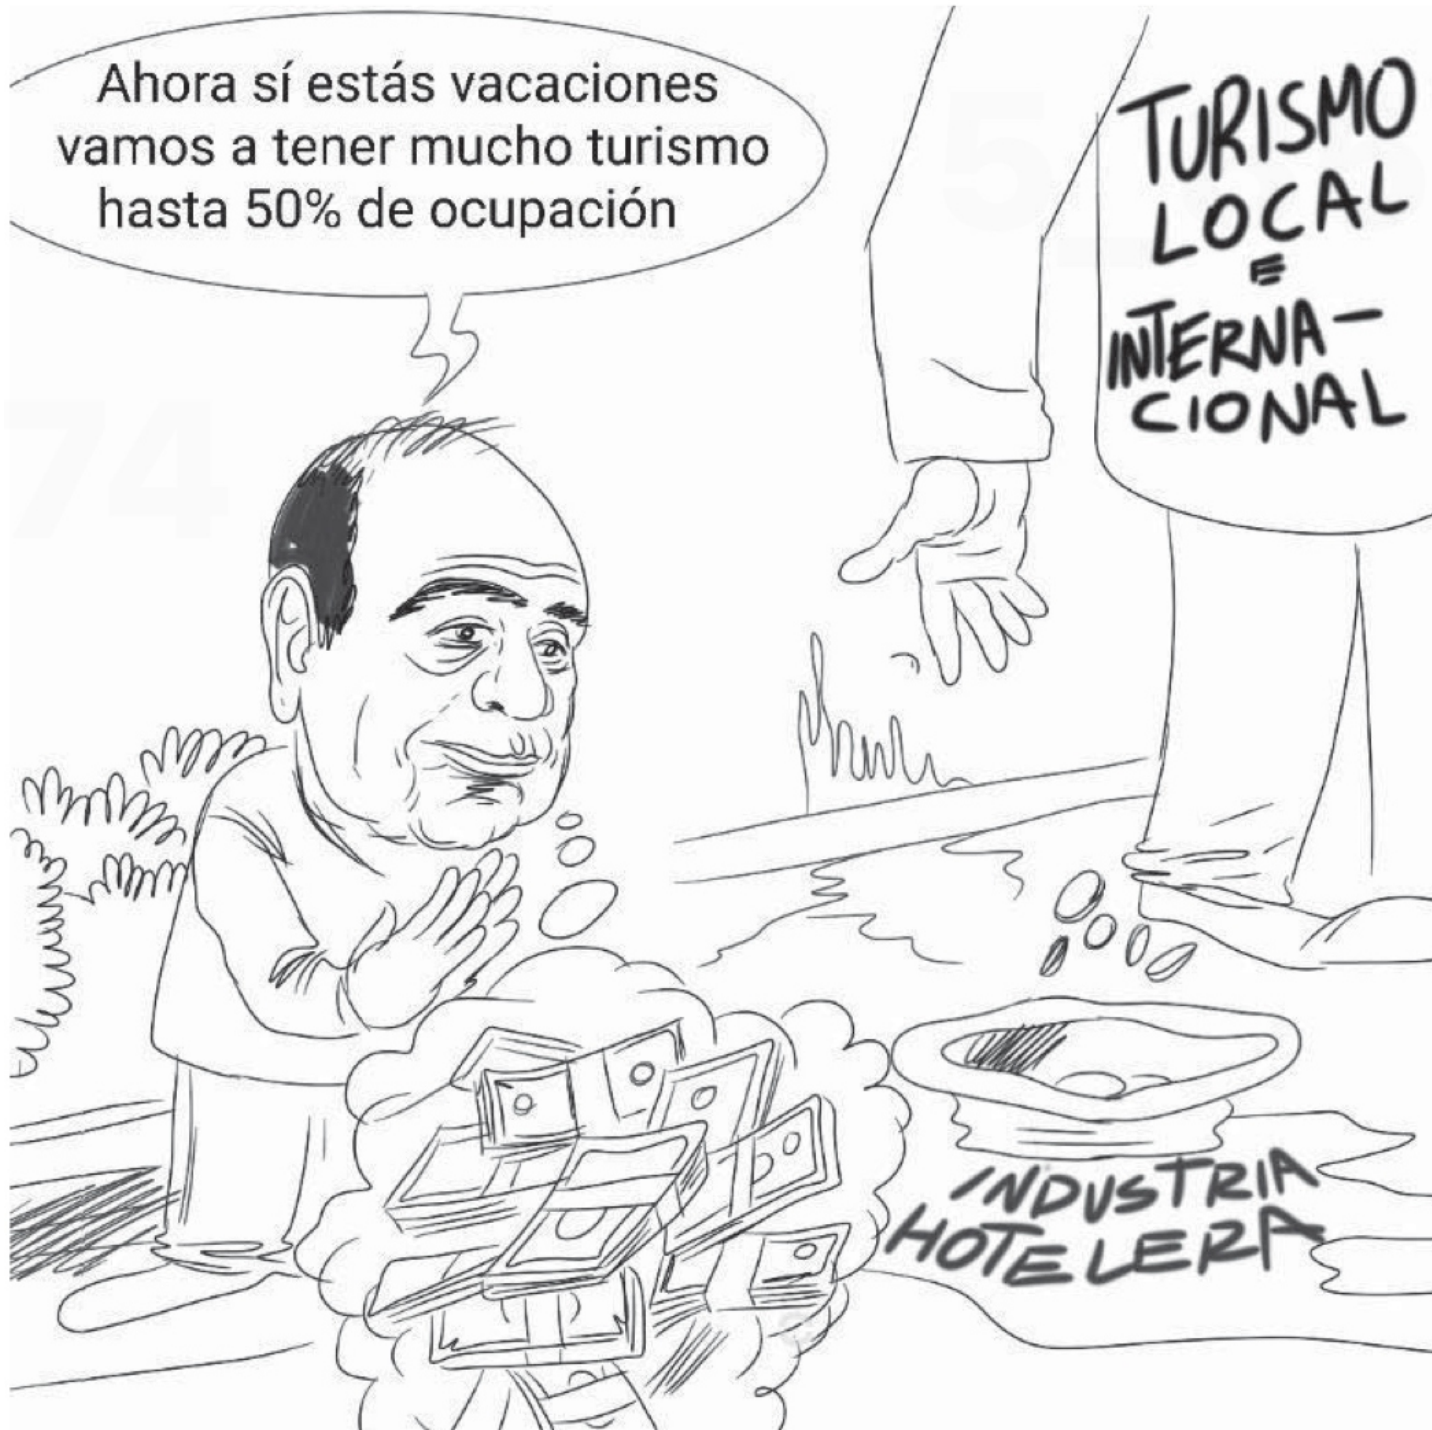 Ahora sí estás vacaciones
vamos a tener mucho turismo
hasta 50% de ocupación
TURISMO
LOCAL
E
INTERNA-
CIONAL
INDUSTRIA
HOTELERA